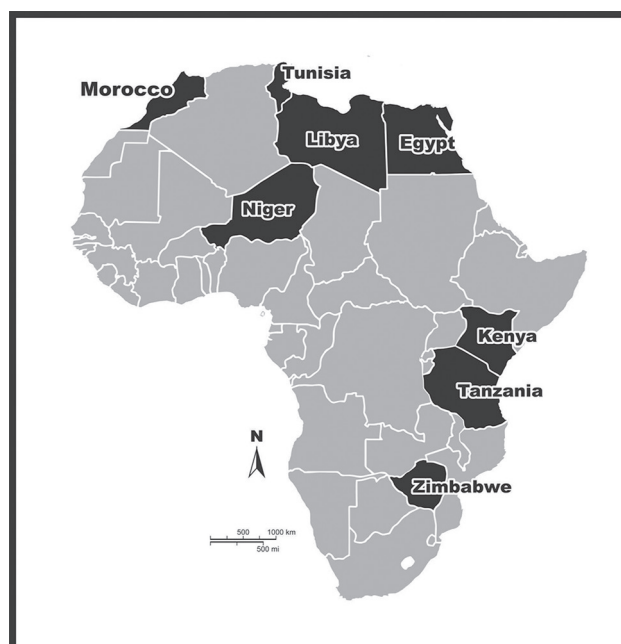 Tunisia
Morocco
Libya
Egypt
Niger
Kenya
Tanzania
N
Zimbabwe
500 1000 km
500 mi